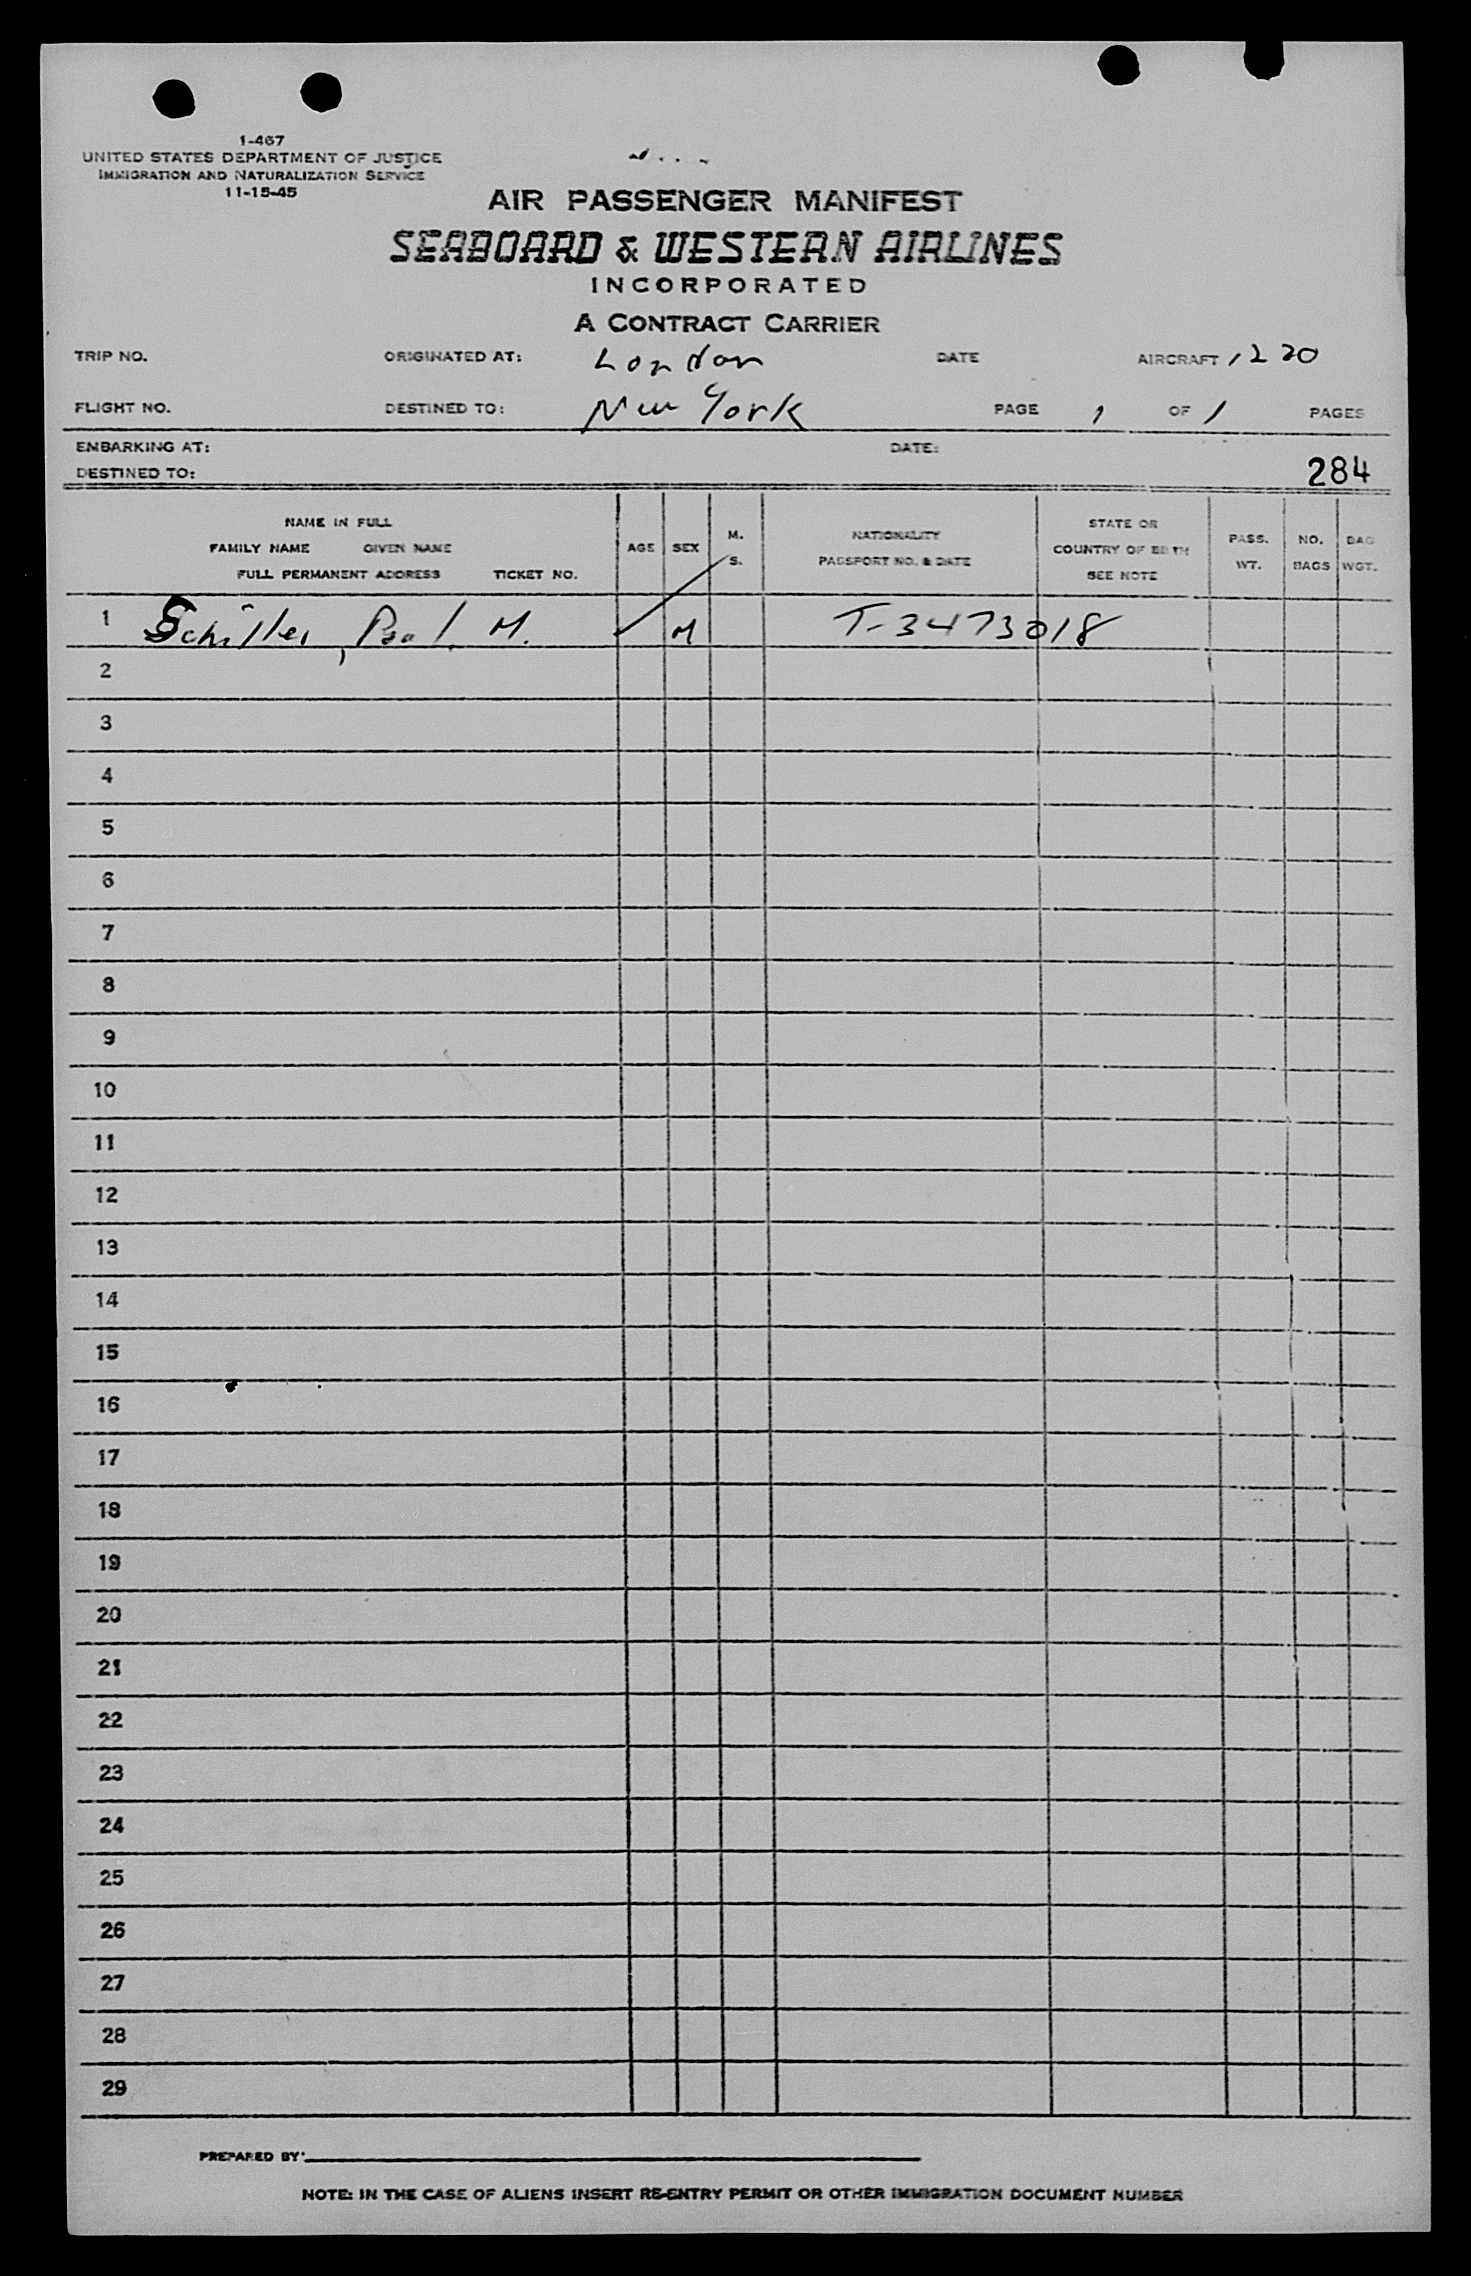 1-467
UNITED STATES DEPARTMENT OF JUSTICE
IMMIGRATION AND NATURALIZATION SERVICE
11-15-45
AIR PASSENGER MANIFEST
SEABOARD & WESTERN AIRLINES
INCORPORATED
A CONTRACT CARRIER
TRIP NO. ORIGINATED AT: London DATE AIRCRAFT 1220
FLIGHT NO. DESTINED TO: New York PAGE 1 OF 1 PAGES
EMBARKING AT: DATE:
DESTINED TO: 284
NAME IN FULL
FAMILY NAME GIVEN NAME
FULL PERMANENT ADDRESS TICKET NO.
AGE
SEX
M.
S.
NATIONALITY
PASSPORT NO. & DATE
STATE OR
COUNTRY OF BIRTH
SEE NOTE
PASS.
WT.
NO.
BAGS
BAG
WGT.
1 Schiller, Paul M. M T-3473018
2
3
4
5
6
7
8
9
10
11
12
13
14
15
16
17
18
19
20
21
22
23
24
25
26
27
28
29
PREPARED BY:
NOTE: IN THE CASE OF ALIENS INSERT RE-ENTRY PERMIT OR OTHER IMMIGRATION DOCUMENT NUMBER